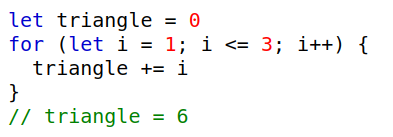 let triangle = 0
for (let i = 1; i <= 3; i++) {
  triangle += i
}
// triangle = 6